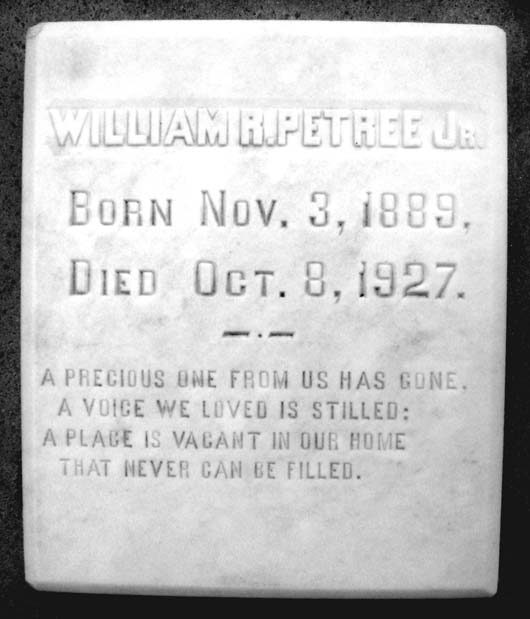 WILLIAM R. PETREE JR.
BORN NOV. 3, 1889,
DIED OCT. 8, 1927.
A PRECIOUS ONE FROM US HAS GONE.
A VOICE WE LOVED IS STILLED:
A PLACE IS VACANT IN OUR HOME
THAT NEVER CAN BE FILLED.